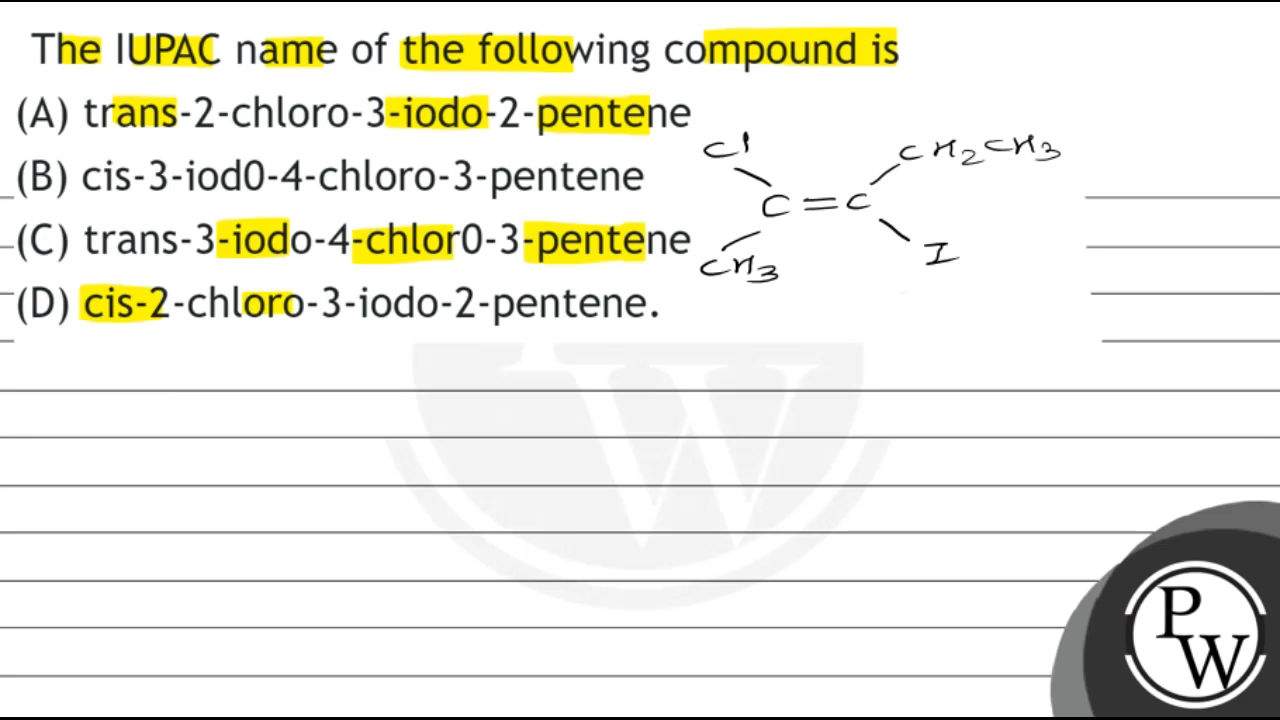 The IUPAC name of the following compound is
(A) trans-2-chloro-3-iodo-2-pentene
(B) cis-3-iod0-4-chloro-3-pentene
(C) trans-3-iodo-4-chlor0-3-pentene
(D) cis-2-chloro-3-iodo-2-pentene.
Cl CH2CH3
C=C
CH3 I
W
P
W